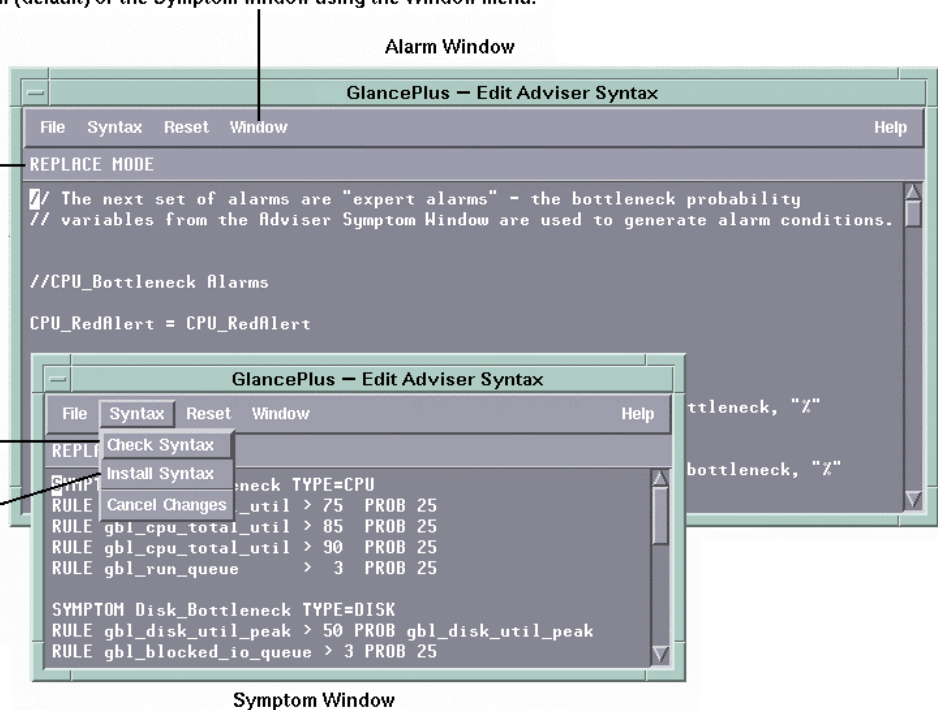 (default) or the Symptom window using the Window menu.
Alarm Window
GlancePlus — Edit Adviser Syntax
File Syntax Reset Window Help
REPLACE MODE
// The next set of alarms are "expert alarms" - the bottleneck probability
// variables from the Adviser Symptom Window are used to generate alarm conditions.
//CPU_Bottleneck Alarms
CPU_RedAlert = CPU_RedAlert
ttleneck, "%"
bottleneck, "%"
GlancePlus — Edit Adviser Syntax
File Syntax Reset Window Help
REPL
Check Syntax
Install Syntax
Cancel Changes
SYMPT neck TYPE=CPU
RULE _util > 75 PROB 25
RULE gbl_cpu_total_util > 85 PROB 25
RULE gbl_cpu_total_util > 90 PROB 25
RULE gbl_run_queue > 3 PROB 25
SYMPTOM Disk_Bottleneck TYPE=DISK
RULE gbl_disk_util_peak > 50 PROB gbl_disk_util_peak
RULE gbl_blocked_io_queue > 3 PROB 25
Symptom Window